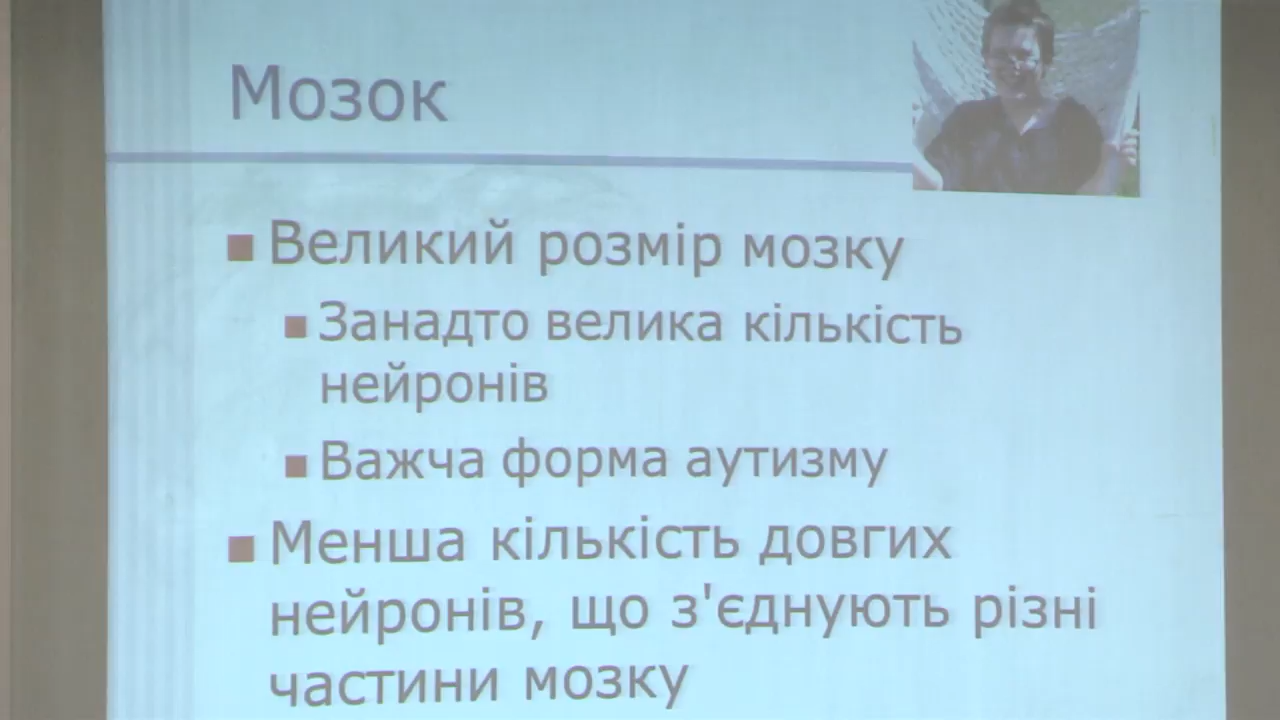 Мозок
Великий розмір мозку
Занадто велика кількість
нейронів
Важча форма аутизму
Менша кількість довгих
нейронів, що з'єднують різні
частини мозку